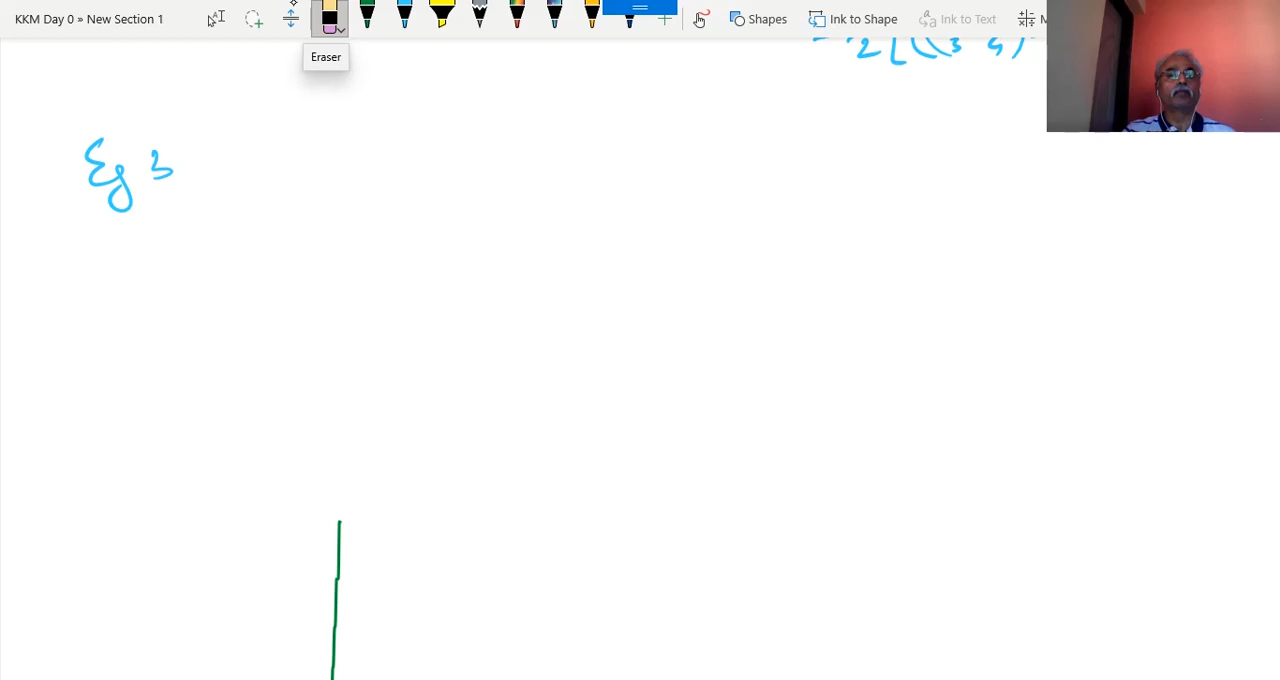 KKM Day 0 » New Section 1
Shapes
Ink to Shape
Ink to Text
M
Eraser
Eg 3